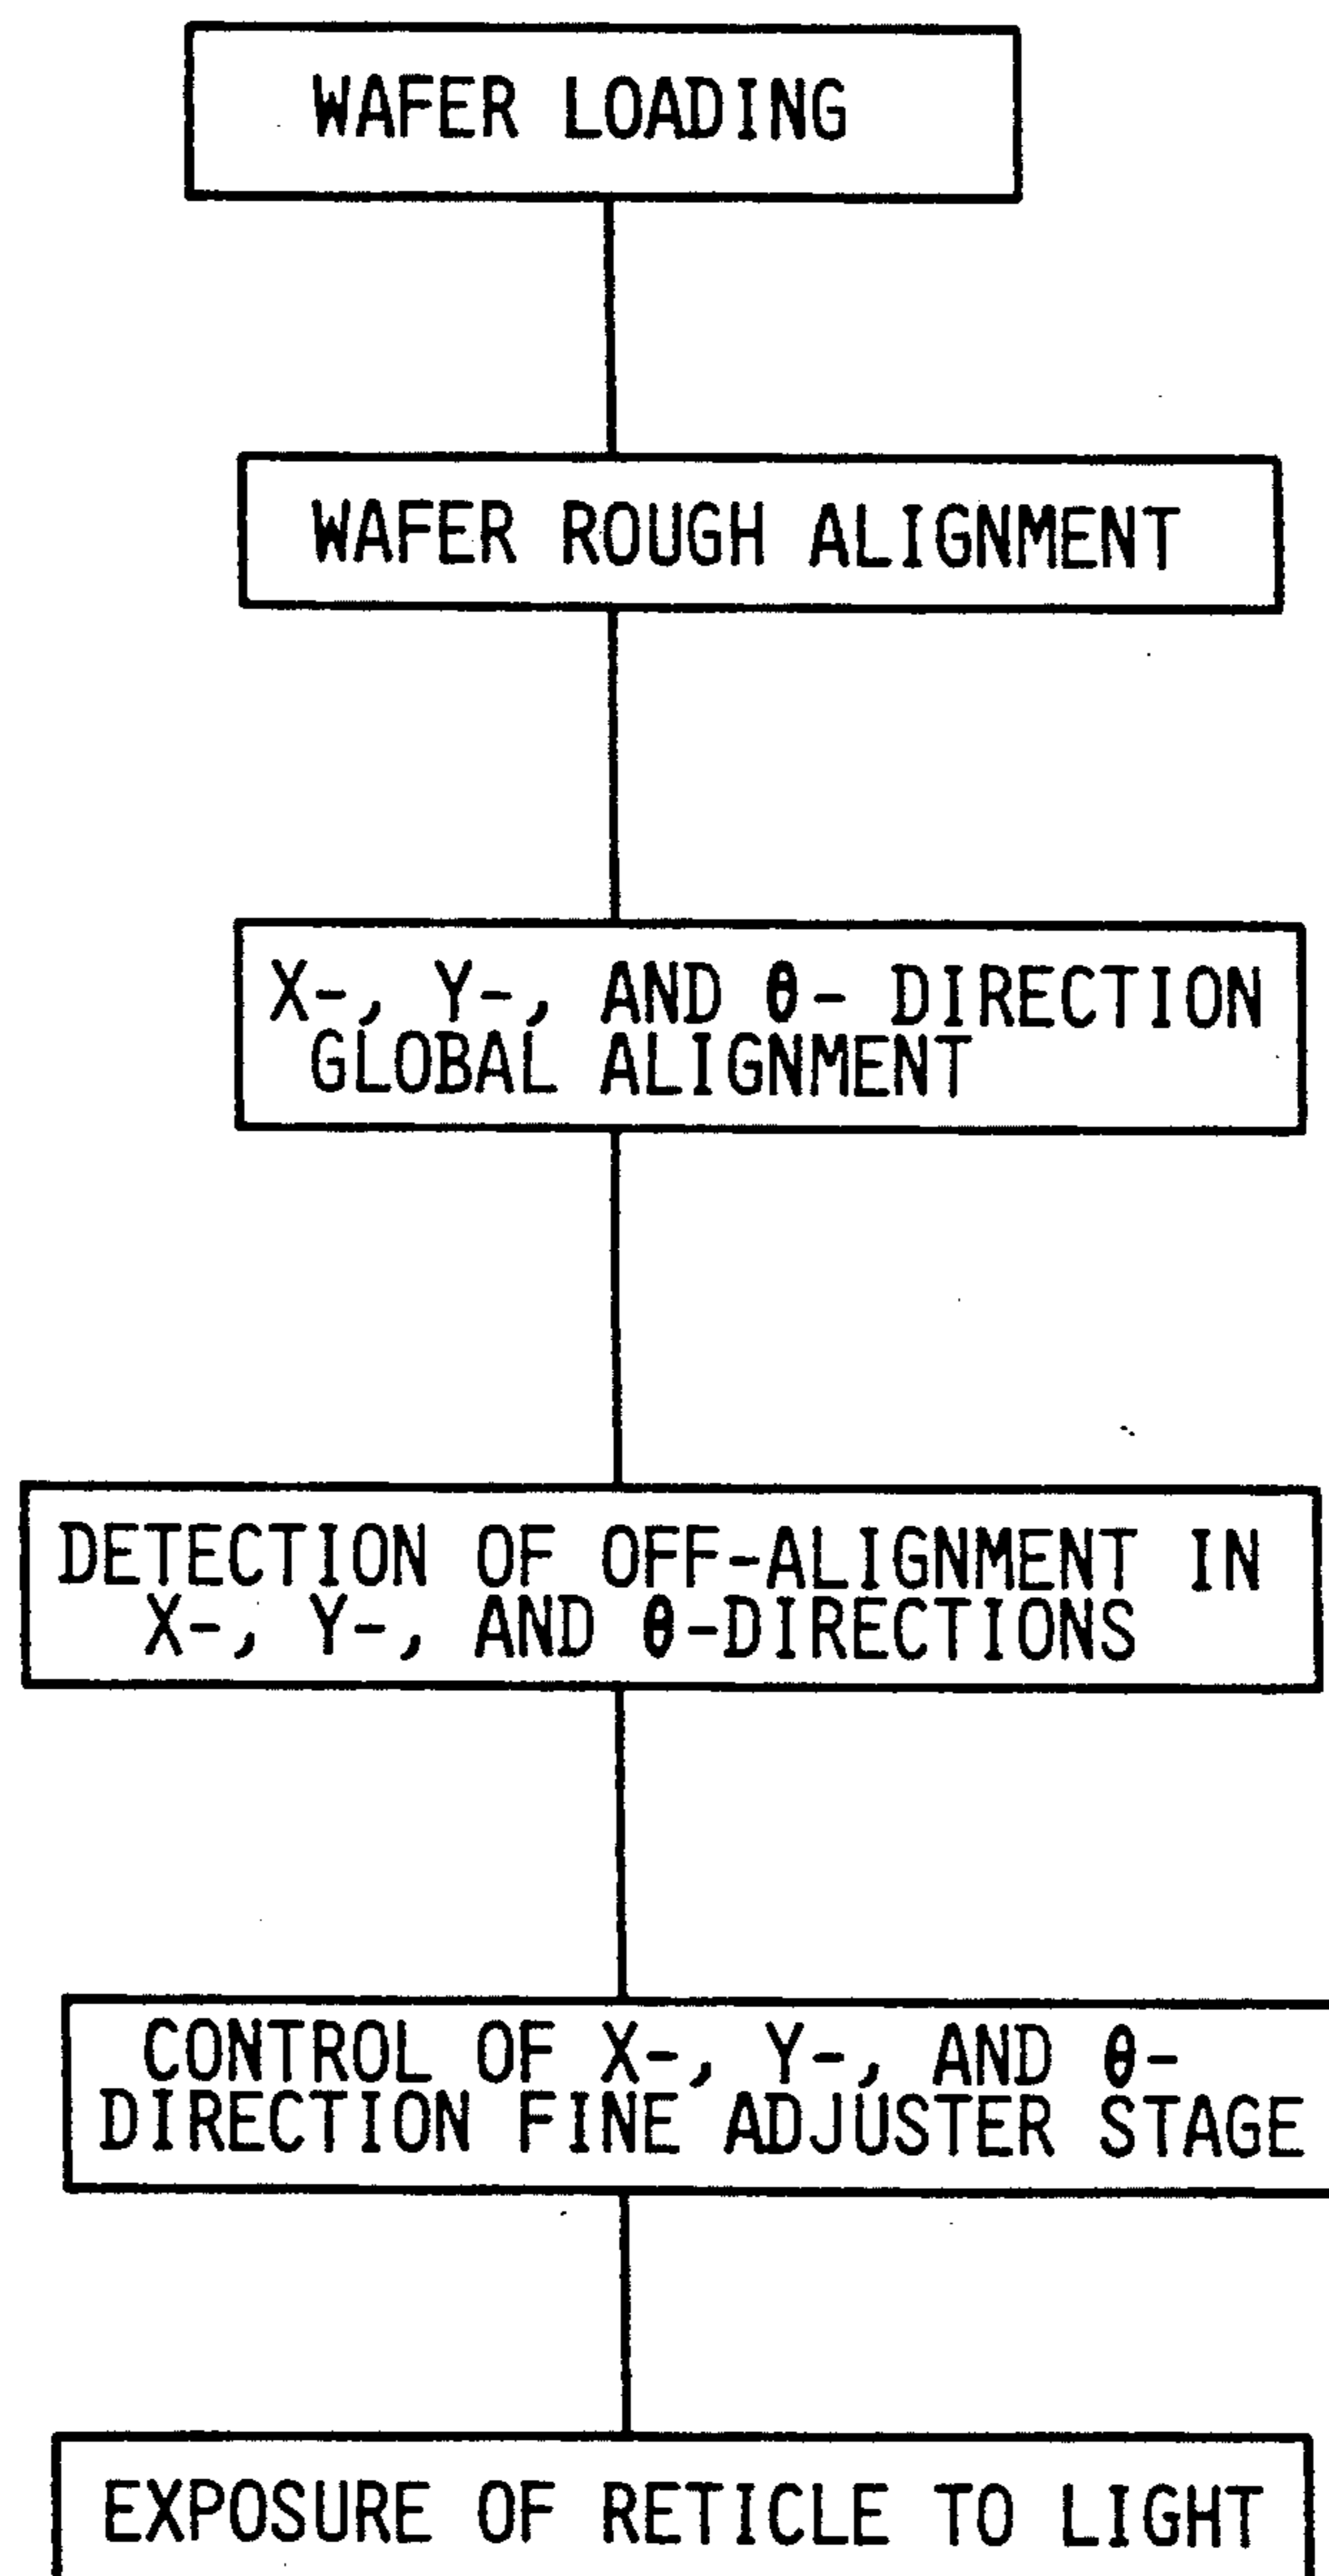 WAFER LOADING
WAFER ROUGH ALIGNMENT
X-, Y-, AND θ- DIRECTION
GLOBAL ALIGNMENT
DETECTION OF OFF-ALIGNMENT IN
X-, Y-, AND θ-DIRECTIONS
CONTROL OF X-, Y-, AND θ-
DIRECTION FINE ADJUSTER STAGE
EXPOSURE OF RETICLE TO LIGHT